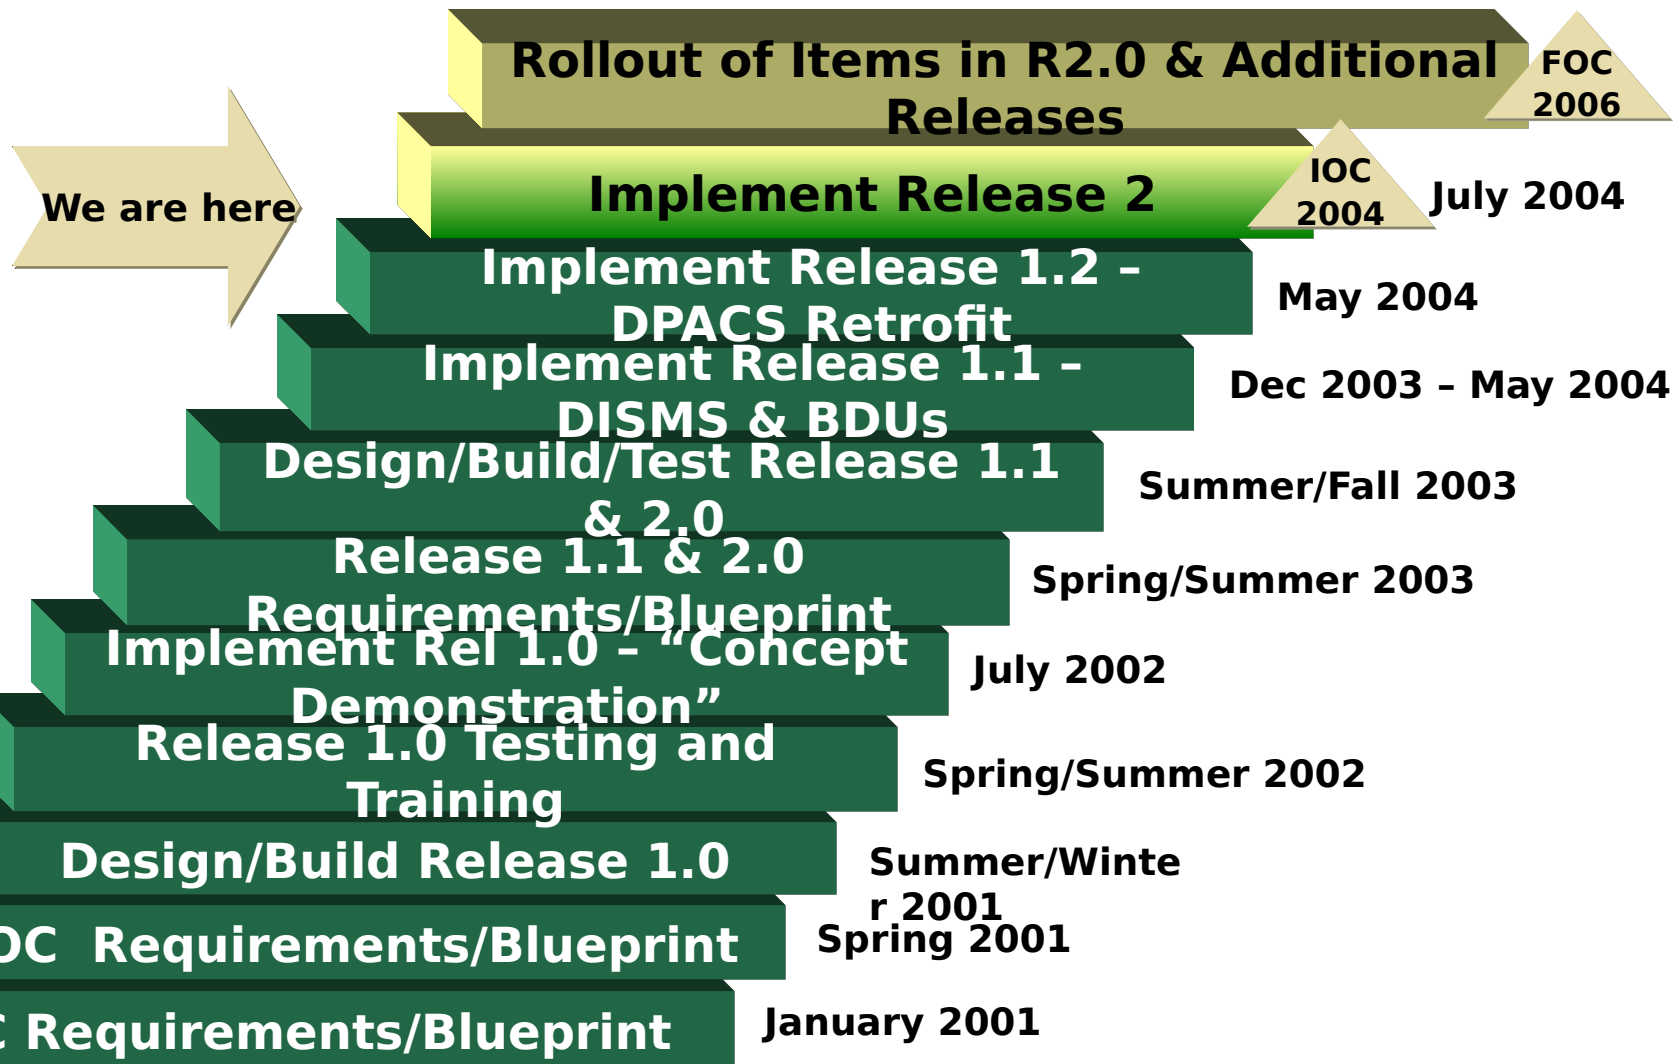 Rollout of Items in R2.0 & Additional
Releases
FOC
2006
We are here
Implement Release 2
IOC
2004
July 2004
Implement Release 1.2 –
DPACS Retrofit
May 2004
Implement Release 1.1 –
DISMS & BDUs
Dec 2003 – May 2004
Design/Build/Test Release 1.1
& 2.0
Summer/Fall 2003
Release 1.1 & 2.0
Requirements/Blueprint
Spring/Summer 2003
Implement Rel 1.0 – “Concept
Demonstration”
July 2002
Release 1.0 Testing and
Training
Spring/Summer 2002
Design/Build Release 1.0
Summer/Winte
r 2001
OC Requirements/Blueprint
Spring 2001
Requirements/Blueprint
January 2001